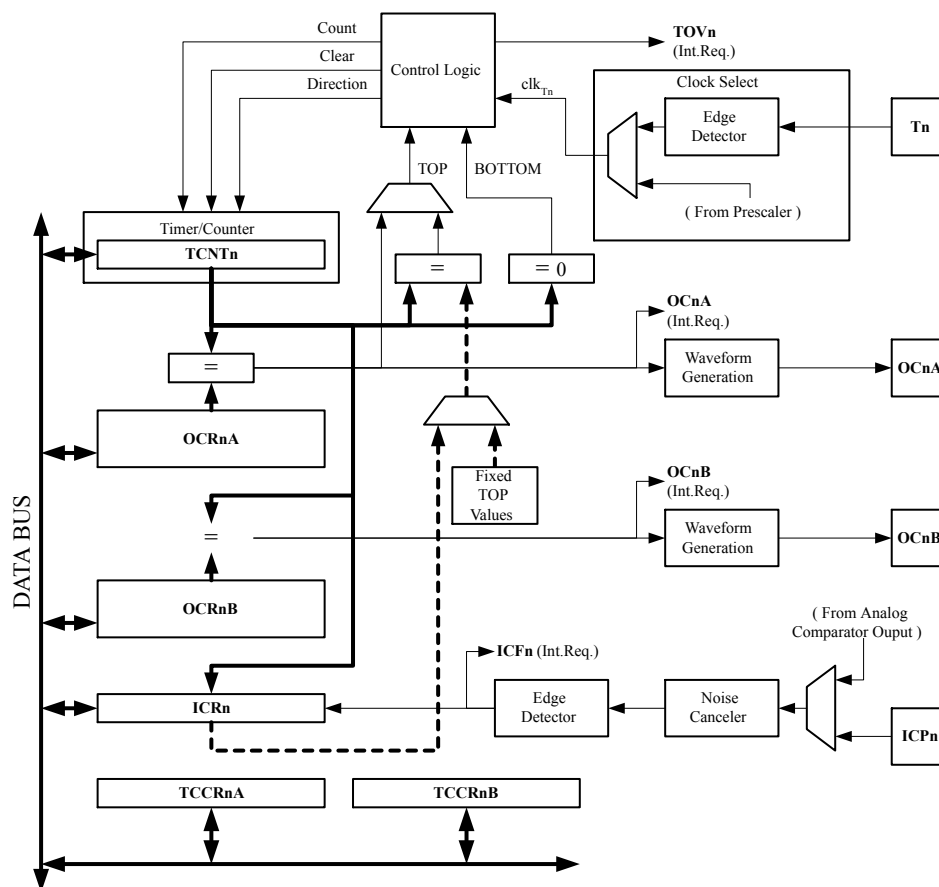 Count
TOVn
(Int.Req.)
Clear
Control Logic
Clock Select
Direction
clkTn
Edge
Detector
Tn
TOP
BOTTOM
( From Prescaler )
Timer/Counter
TCNTn
=
= 0
OCnA
(Int.Req.)
=
Waveform
Generation
OCnA
OCRnA
Fixed
TOP
Values
OCnB
(Int.Req.)
DATA BUS
=
Waveform
Generation
OCnB
OCRnB
( From Analog
Comparator Ouput )
ICFn (Int.Req.)
ICRn
Edge
Detector
Noise
Canceler
ICPn
TCCRnA
TCCRnB